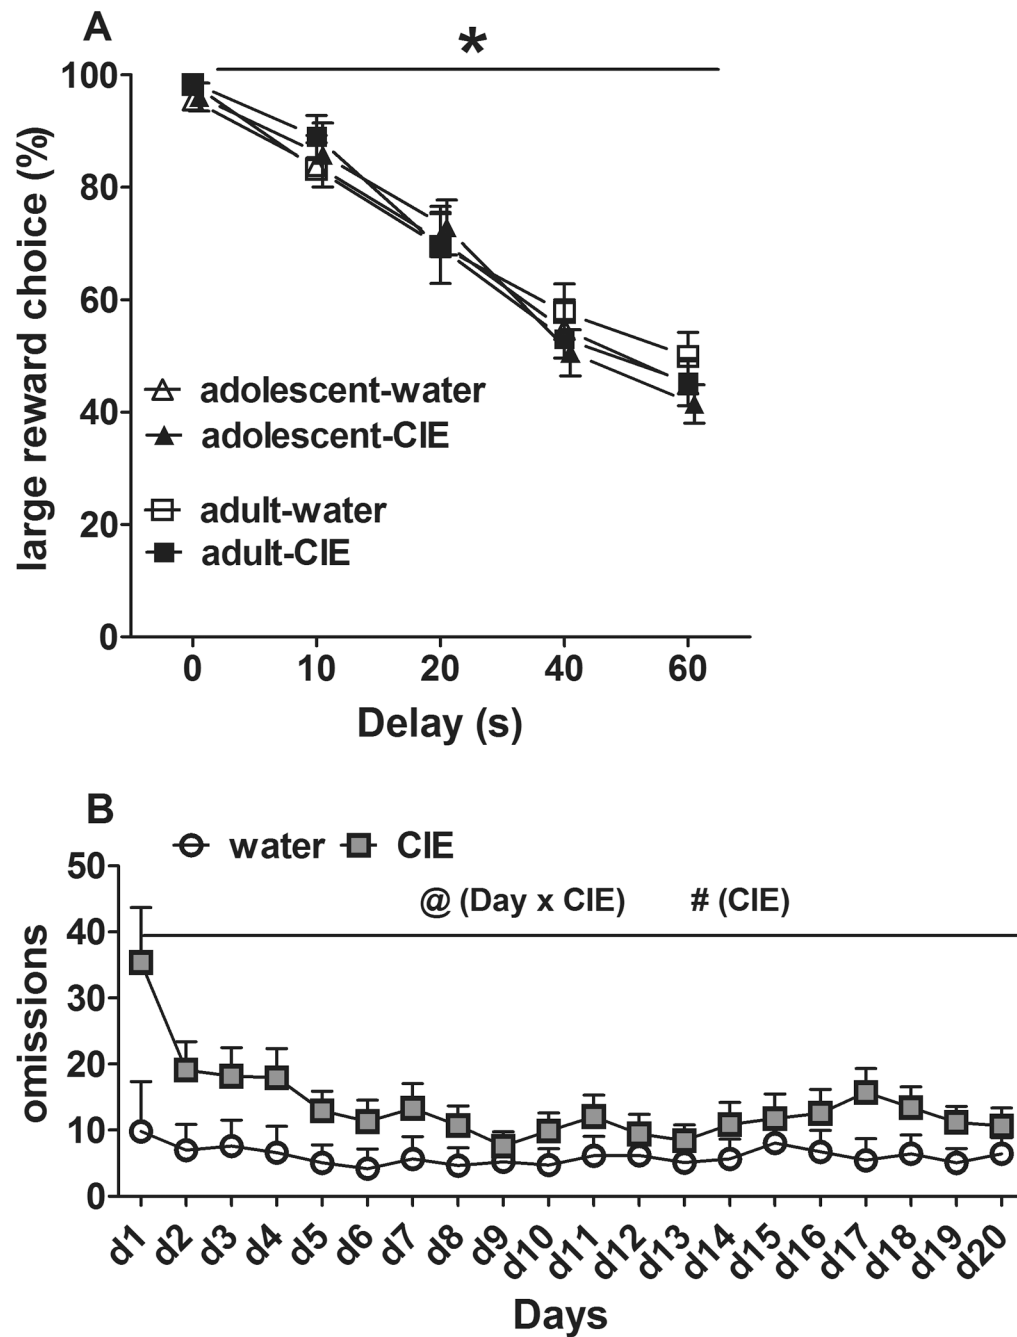 A
*
100
80
60
40
20
0
large reward choice (%)
adolescent-water
adolescent-CIE
adult-water
adult-CIE
0 10 20 40 60
Delay (s)
B
water CIE
@ (Day x CIE) # (CIE)
50
40
30
20
10
0
omissions
d1 d2 d3 d4 d5 d6 d7 d8 d9 d10 d11 d12 d13 d14 d15 d16 d17 d18 d19 d20
Days